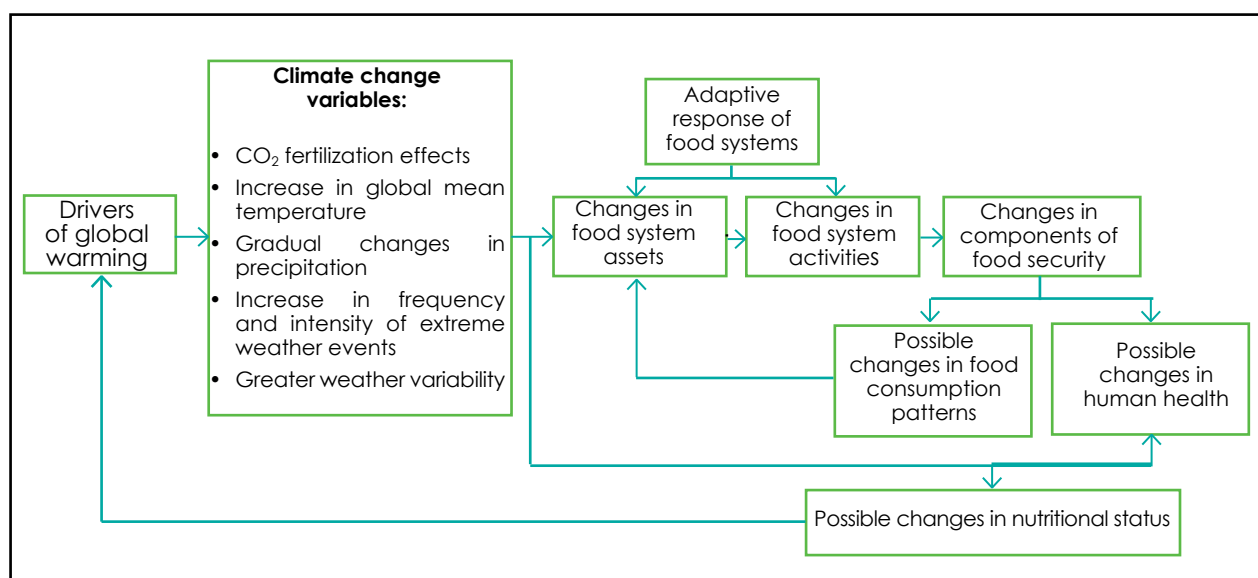 Climate change
variables:
• CO₂ fertilization effects
• Increase in global mean
temperature
• Gradual changes in
precipitation
• Increase in frequency
and intensity of extreme
weather events
• Greater weather variability
Drivers
of global
warming
Adaptive
response of
food systems
Changes in
food system
assets
Changes in
food system
activities
Changes in
components of
food security
Possible
changes in food
consumption
patterns
Possible
changes in
human health
Possible changes in nutritional status